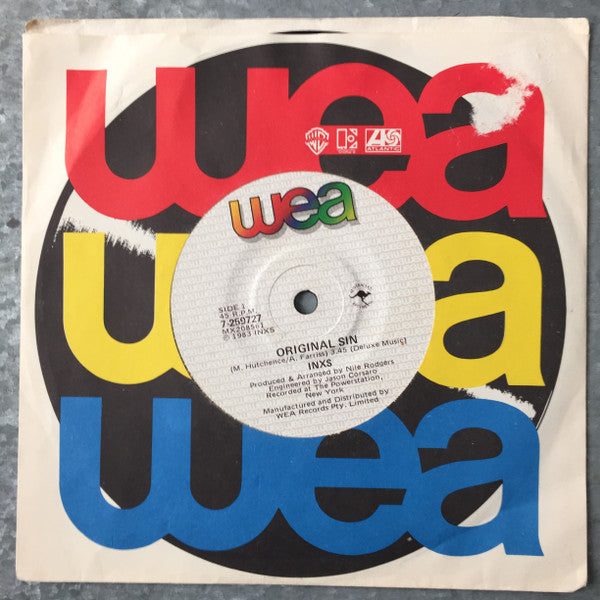 wea
ATLANTIC
wea
SIDE 1
45 R.P.M.
7-259727
MX208561
© 1983 INXS
ORIGINAL SIN
(M. Hutchence/A. Farriss) 3.45 (Deluxe Music)
INXS
Produced & Arranged by Nile Rodgers
Engineered by Jason Corsaro
Recorded at The Powerstation,
New York
Manufactured and Distributed by
WEA Records Pty. Limited
wea
wea